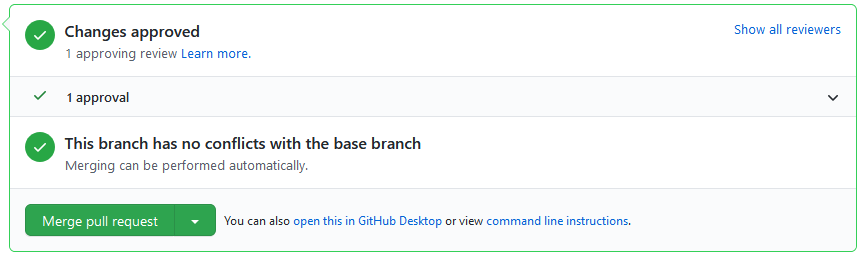 Changes approved
Show all reviewers
1 approving review Learn more.
1 approval
This branch has no conflicts with the base branch
Merging can be performed automatically.
Merge pull request
You can also open this in GitHub Desktop or view command line instructions.